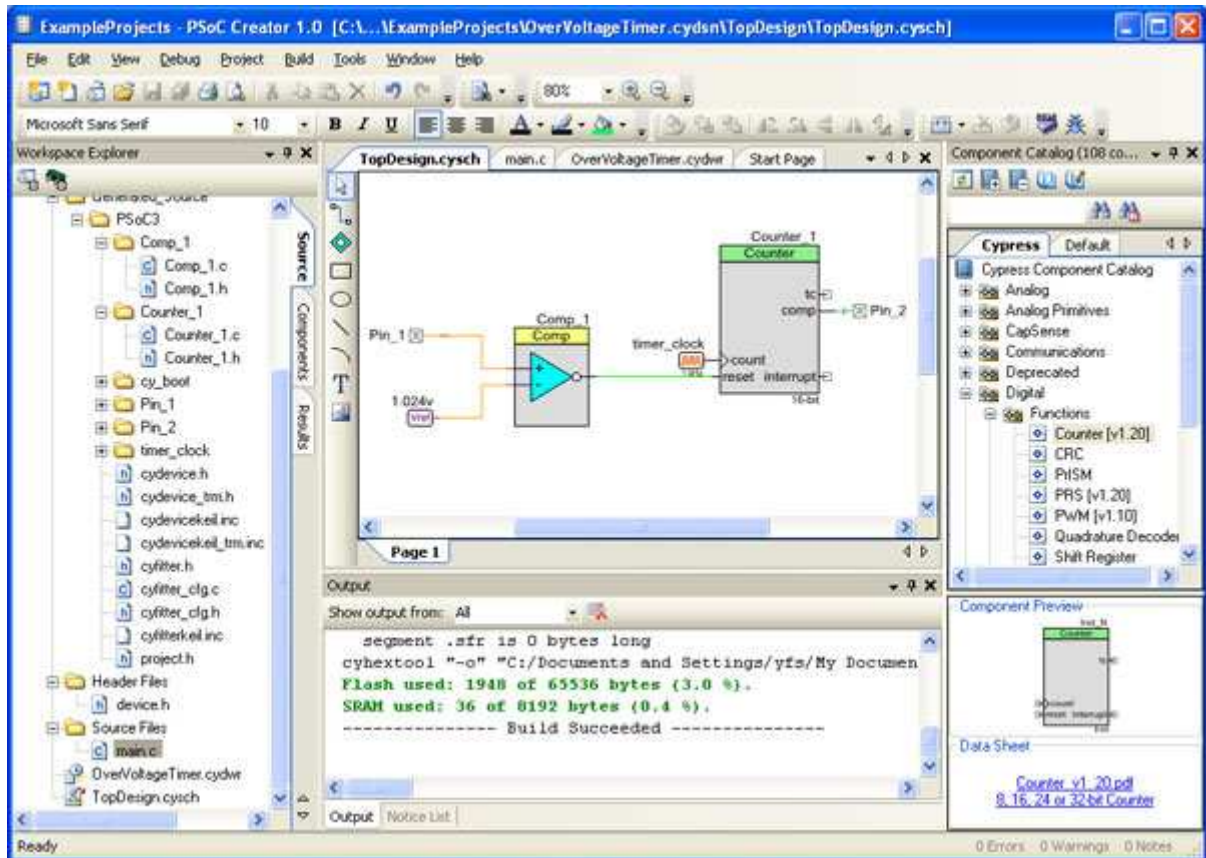 ExampleProjects - PSoC Creator 1.0 [C:\...\ExampleProjects\OverVoltageTimer.cydsn\TopDesign\TopDesign.cysch]
File Edit View Debug Project Build Tools Window Help
80%
Microsoft Sans Serif 10 B I U A
Workspace Explorer
Generated_Source
PSoC3
Comp_1
Comp_1.c
Comp_1.h
Counter_1
Counter_1.c
Counter_1.h
cy_boot
Pin_1
Pin_2
timer_clock
cydevice.h
cydevice_trm.h
cydevicekeil.inc
cydevicekeil_trm.inc
cyfitter.h
cyfitter_cfg.c
cyfitter_cfg.h
cyfitterkeil.inc
project.h
Header Files
device.h
Source Files
main.c
OverVoltageTimer.cydwr
TopDesign.cysch
Source
Components
Results
TopDesign.cysch main.c OverVoltageTimer.cydwr Start Page
T
Counter_1
Counter
tc
comp
Pin_2
Pin_1
Comp_1
Comp
timer_clock
count
reset interrupt
16-bit
1.024v
Vref
Page 1
Output
Show output from: All
segment .sfr is 0 bytes long
cyhextool "-o" "C:/Documents and Settings/yfs/My Documen
Flash used: 1948 of 65536 bytes (3.0 %).
SRAM used: 36 of 8192 bytes (0.4 %).
--------------- Build Succeeded ---------------
Output Notice List
Component Catalog (108 co...
Cypress Default
Cypress Component Catalog
Analog
Analog Primitives
CapSense
Communications
Deprecated
Digital
Functions
Counter [v1.20]
CRC
PrISM
PRS [v1.20]
PWM [v1.10]
Quadrature Decoder
Shift Register
Component Preview
Inst_N
Counter
count
reset interrupt
Data Sheet
Counter_v1_20.pdf
8, 16, 24 or 32-bit Counter
Ready
0 Errors 0 Warnings 0 Notes